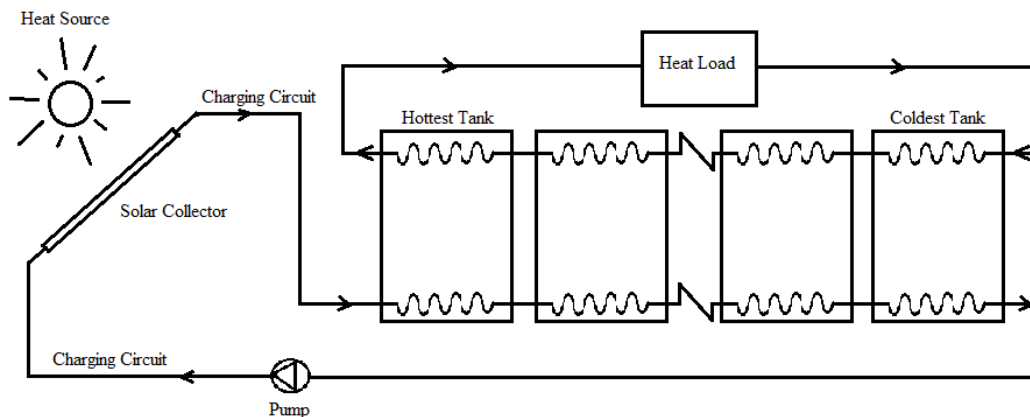 Heat Source
Heat Load
Charging Circuit
Hottest Tank
Coldest Tank
Solar Collector
Charging Circuit
Pump